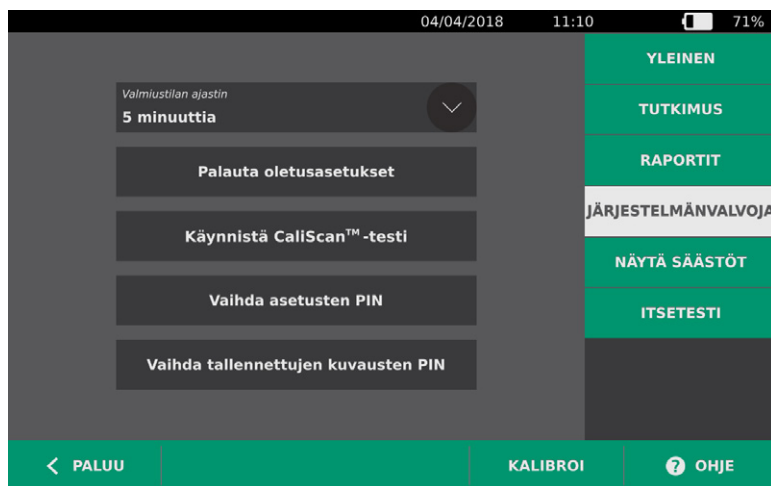 04/04/2018 11:10 71%
Valmiustilan ajastin
5 minuuttia
Palauta oletusasetukset
Käynnistä CaliScan™-testi
Vaihda asetusten PIN
Vaihda tallennettujen kuvausten PIN
YLEINEN
TUTKIMUS
RAPORTIT
JÄRJESTELMÄNVALVOJA
NÄYTÄ SÄÄSTÖT
ITSETESTI
PALUU
KALIBROI
? OHJE